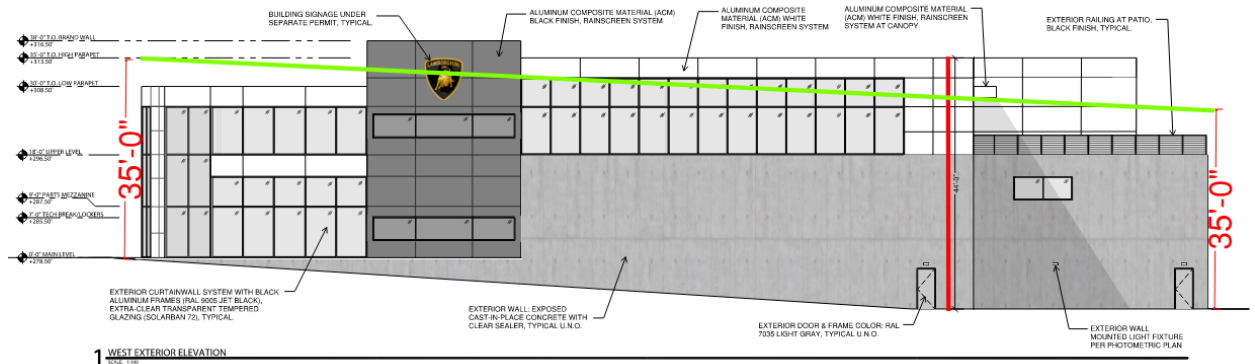 BUILDING SIGNAGE UNDER
SEPARATE PERMIT, TYPICAL.
ALUMINUM COMPOSITE MATERIAL (ACM)
BLACK FINISH, RAINSCREEN SYSTEM
ALUMINUM COMPOSITE
MATERIAL (ACM) WHITE
FINISH, RAINSCREEN SYSTEM
ALUMINUM COMPOSITE MATERIAL
(ACM) WHITE FINISH, RAINSCREEN
SYSTEM AT CANOPY
EXTERIOR RAILING AT PATIO,
BLACK FINISH, TYPICAL.
38'-0" T.O. BRAND WALL
+316.50'
35'-0" T.O. HIGH PARAPET
+313.50'
30'-0" T.O. LOW PARAPET
+308.50'
18'-0" UPPER LEVEL
+296.50'
9'-0" PARTS MEZZANINE
+287.50'
7'-0" TECH BREAK/LOCKERS
+285.50'
0'-0" MAIN LEVEL
+278.50'
35'-0"
LAMBORGHINI
44'-0"
35'-0"
EXTERIOR CURTAINWALL SYSTEM WITH BLACK
ALUMINUM FRAMES (RAL 9005 JET BLACK),
EXTRA-CLEAR TRANSPARENT TEMPERED
GLAZING (SOLARBAN 72), TYPICAL.
EXTERIOR WALL: EXPOSED
CAST-IN-PLACE CONCRETE WITH
CLEAR SEALER, TYPICAL U.N.O.
EXTERIOR DOOR & FRAME COLOR: RAL
7035 LIGHT GRAY, TYPICAL U.N.O.
EXTERIOR WALL
MOUNTED LIGHT FIXTURE
PER PHOTOMETRIC PLAN
1 WEST EXTERIOR ELEVATION
SCALE: 1:100